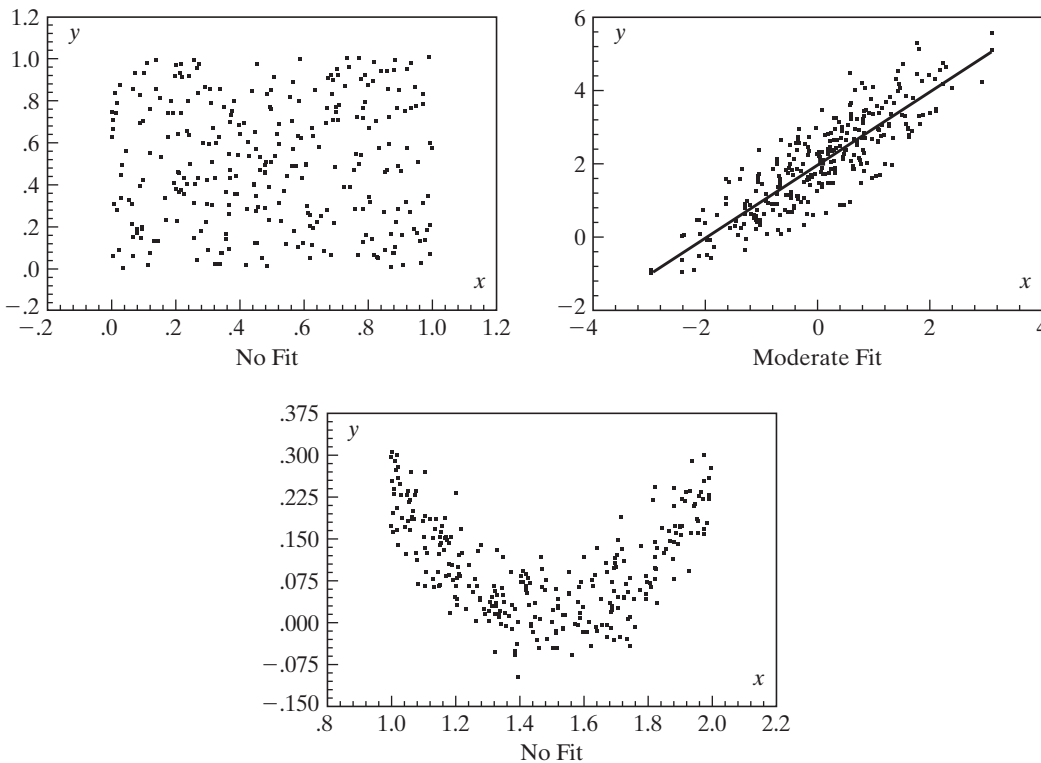 1.2
y
1.0
.8
.6
.4
.2
.0
x
−.2
−.2 .0 .2 .4 .6 .8 1.0 1.2
No Fit
6
y
4
2
0
x
−2
−4 −2 0 2 4
Moderate Fit
.375
y
.300
.225
.150
.075
.000
−.075
x
−.150
.8 1.0 1.2 1.4 1.6 1.8 2.0 2.2
No Fit